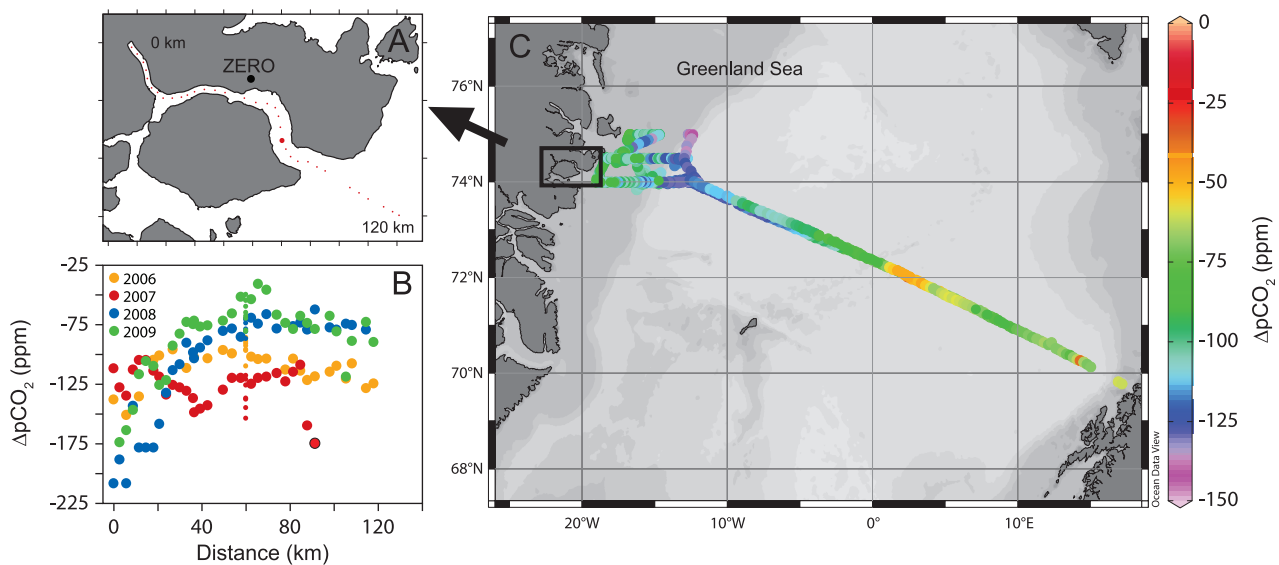 A
0 km
ZERO
120 km
B
2006
2007
2008
2009
-25
-75
-125
-175
-225
ΔpCO2 (ppm)
0
40
80
120
Distance (km)
C
Greenland Sea
76°N
74°N
72°N
70°N
68°N
20°W
10°W
0°
10°E
Ocean Data View
0
-25
-50
-75
-100
-125
-150
ΔpCO2 (ppm)